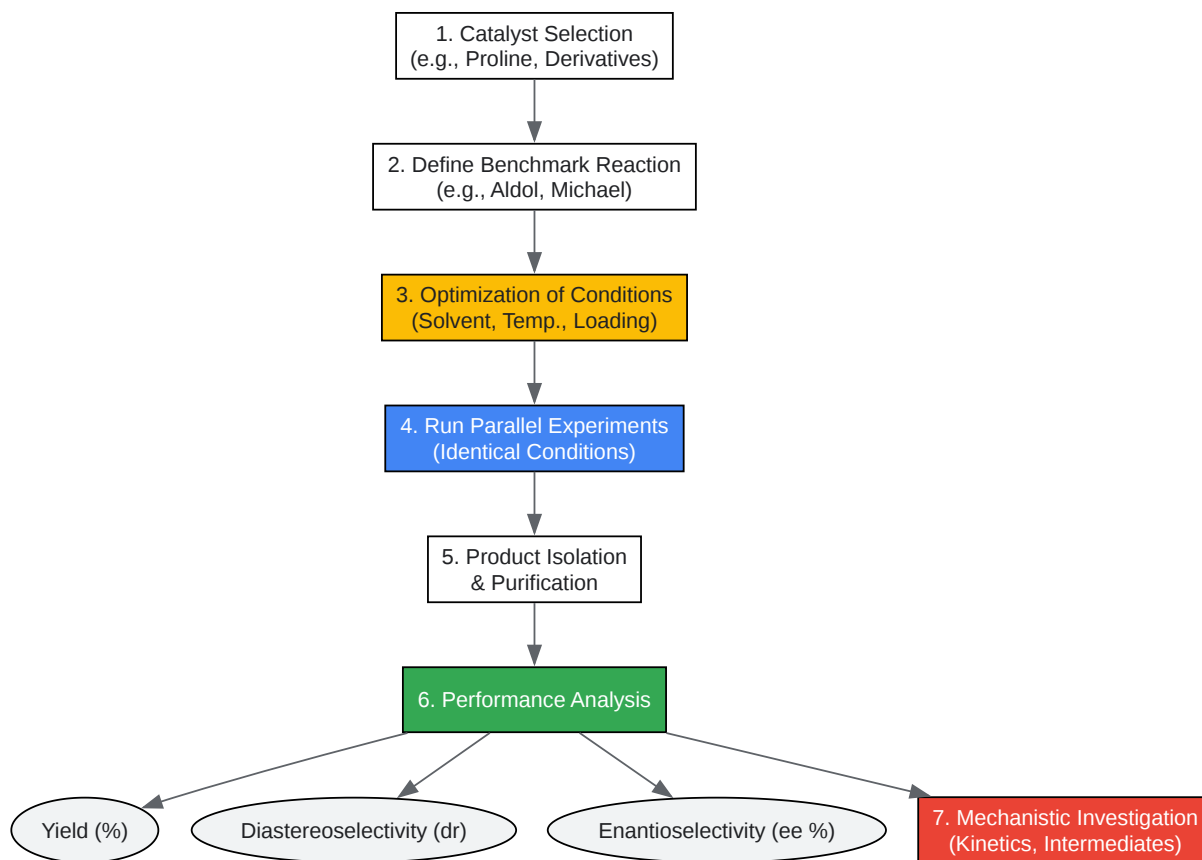 1. Catalyst Selection
(e.g., Proline, Derivatives)
2. Define Benchmark Reaction
(e.g., Aldol, Michael)
3. Optimization of Conditions
(Solvent, Temp., Loading)
4. Run Parallel Experiments
(Identical Conditions)
5. Product Isolation
& Purification
6. Performance Analysis
Yield (%)
Diastereoselectivity (dr)
Enantioselectivity (ee %)
7. Mechanistic Investigation
(Kinetics, Intermediates)